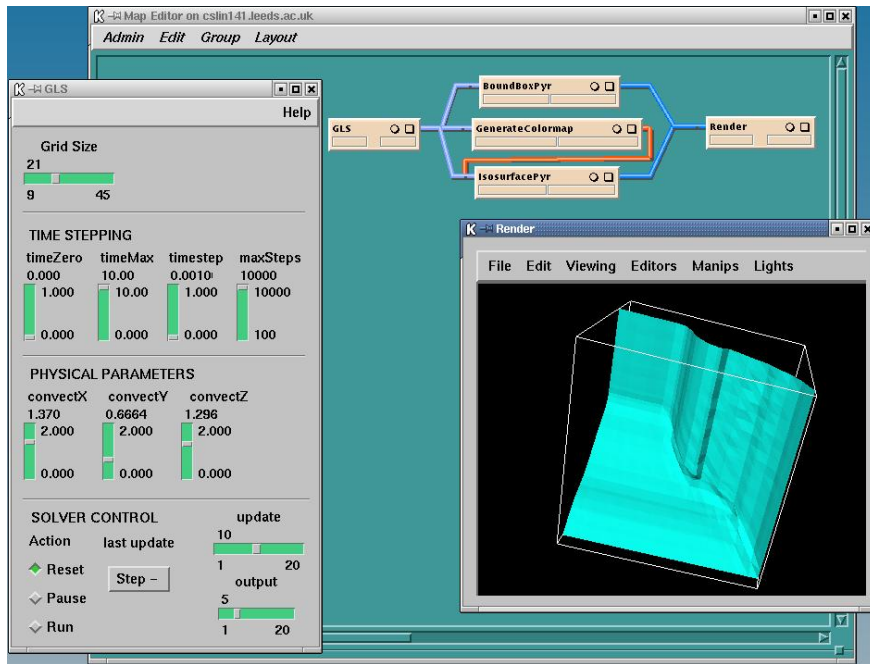 Map Editor on cslin141.leeds.ac.uk
Admin Edit Group Layout
GLS
Help
Grid Size
21
9 45
TIME STEPPING
timeZero timeMax timestep maxSteps
0.000 10.00 0.0010 10000
1.000 10.00 1.000 10000
0.000 0.000 0.000 100
PHYSICAL PARAMETERS
convectX convectY convectZ
1.370 0.6664 1.296
2.000 2.000 2.000
0.000 0.000 0.000
SOLVER CONTROL
update
Action last update
10
1 20
Reset
Step –
output
Pause
5
1 20
Run
BoundBoxPyr
GLS
GenerateColormap
Render
IsosurfacePyr
Render
File Edit Viewing Editors Manips Lights